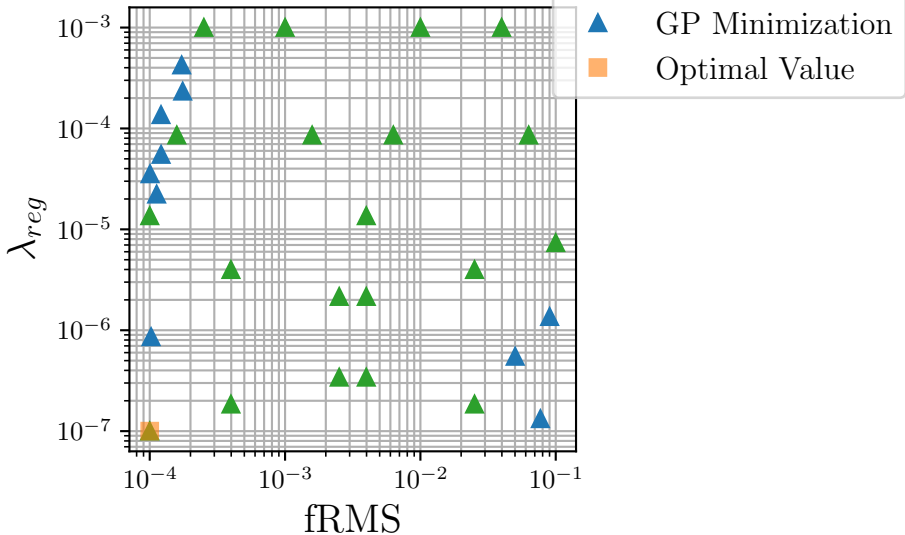 GP Minimization
Optimal Value
10⁻³
10⁻⁴
10⁻⁵
10⁻⁶
10⁻⁷
λ_reg
10⁻⁴ 10⁻³ 10⁻² 10⁻¹
fRMS